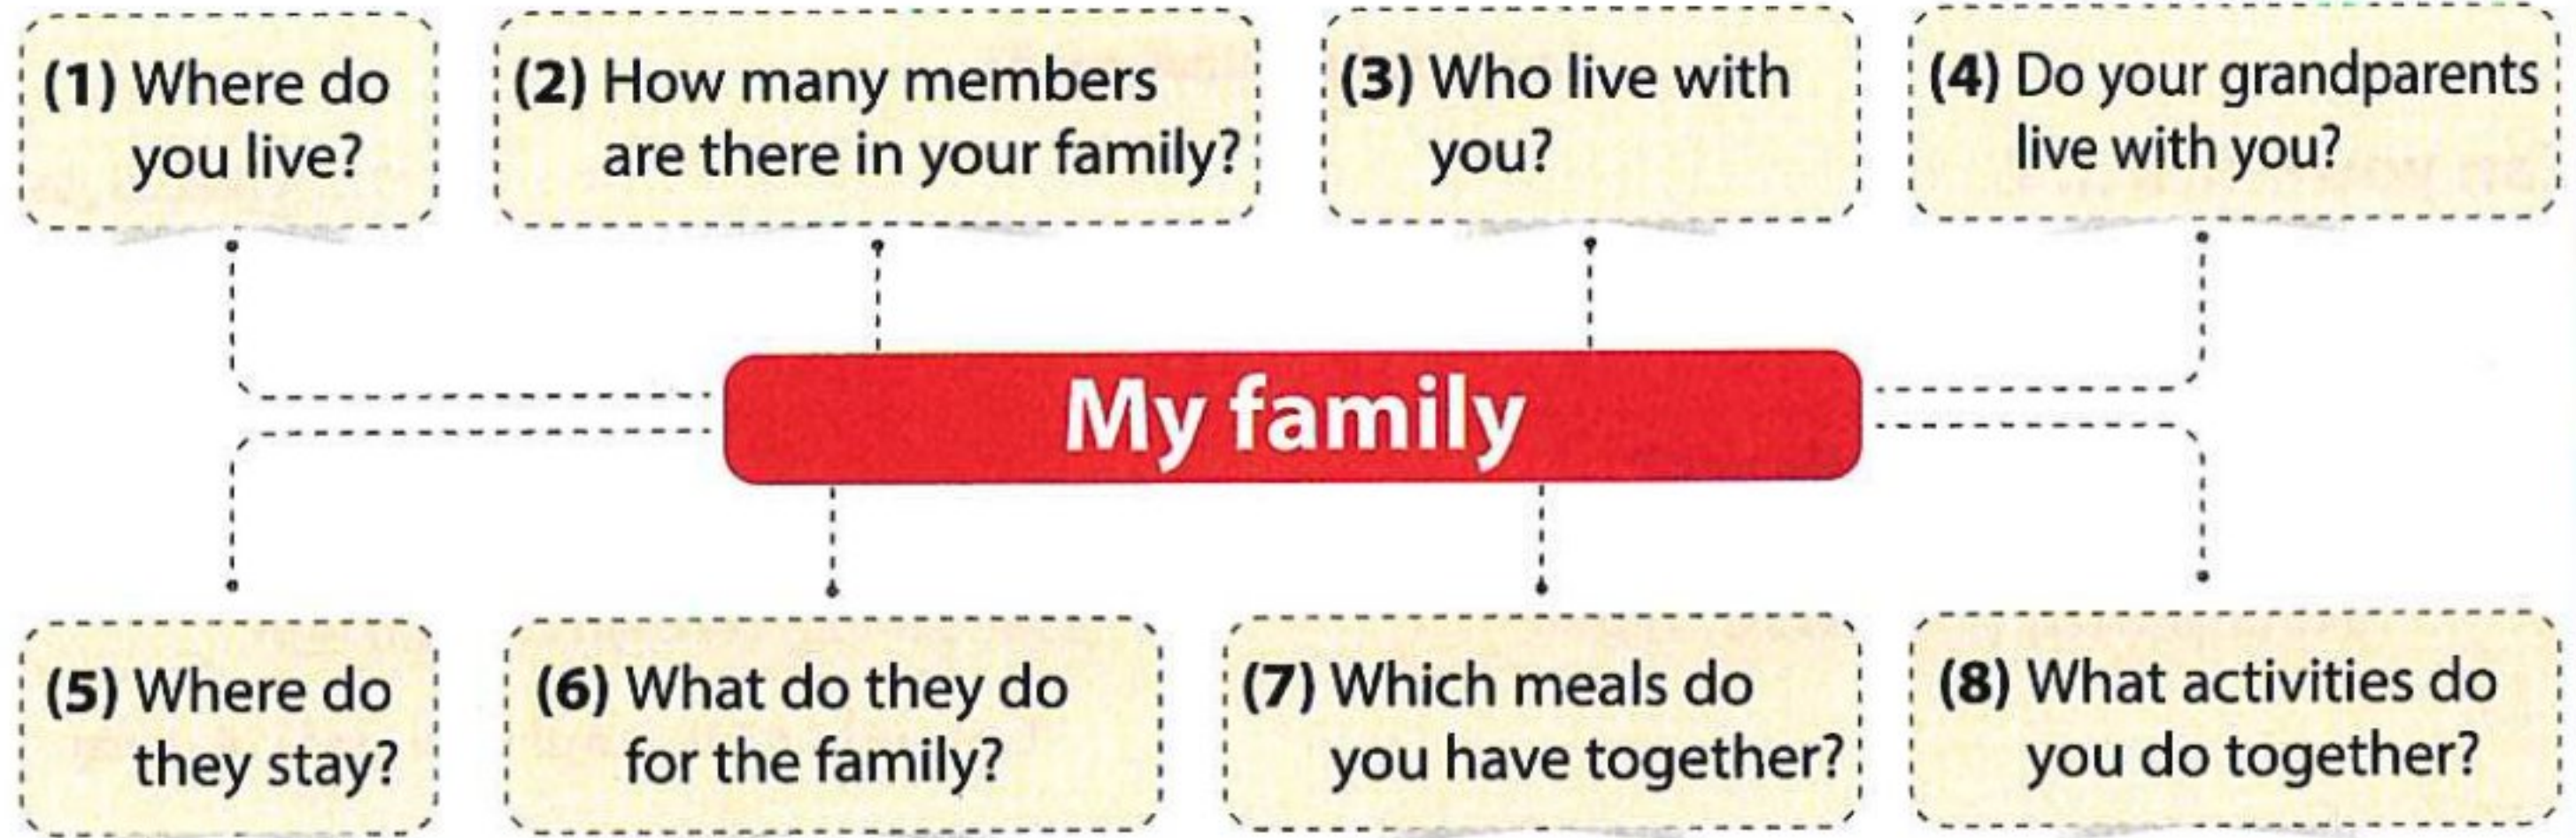 (1) Where do
you live?
(2) How many members
are there in your family?
(3) Who live with
you?
(4) Do your grandparents
live with you?
My family
(5) Where do
they stay?
(6) What do they do
for the family?
(7) Which meals do
you have together?
(8) What activities do
you do together?